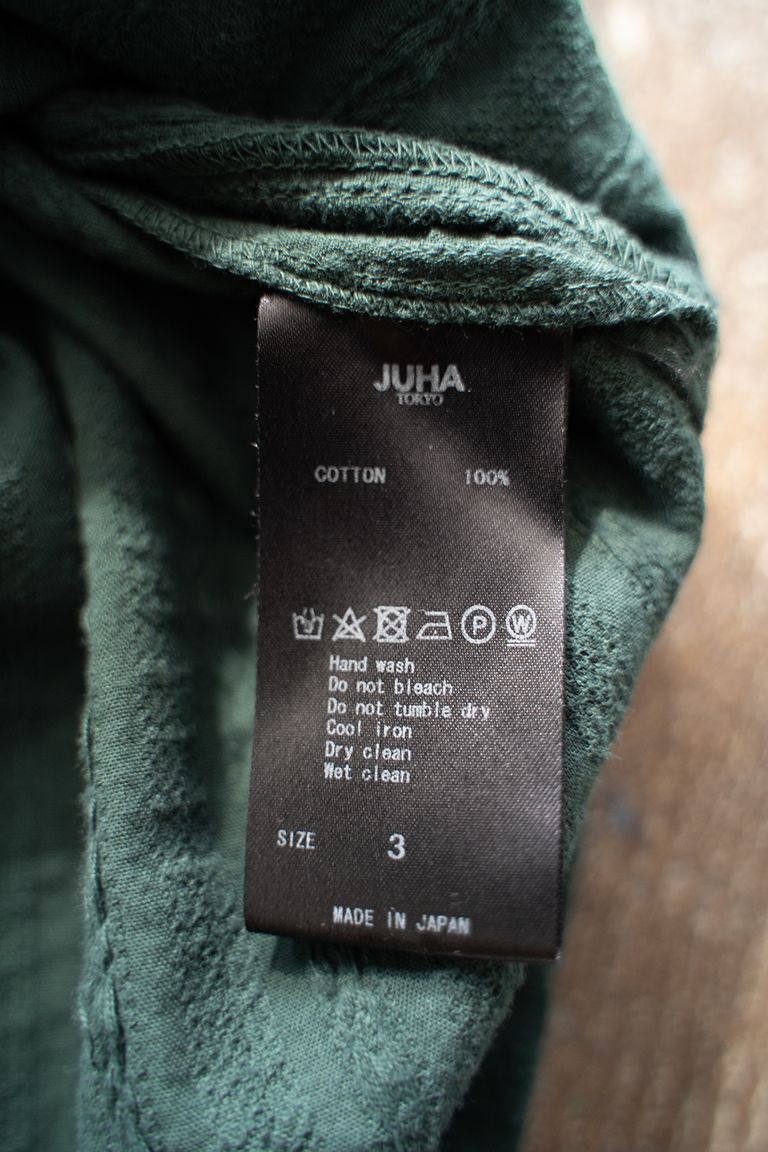 JUHA
TOKYO
COTTON 100%
P W
Hand wash
Do not bleach
Do not tumble dry
Cool iron
Dry clean
Wet clean
SIZE 3
MADE IN JAPAN